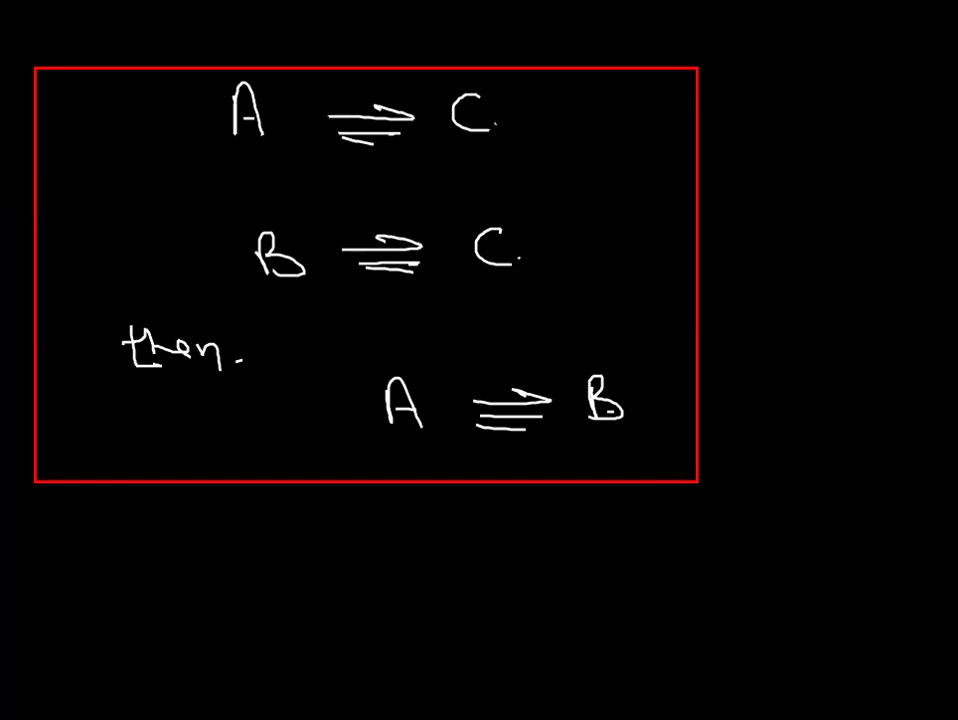 A ⇌ C.
B ⇌ C.
then.
A ⇌ B